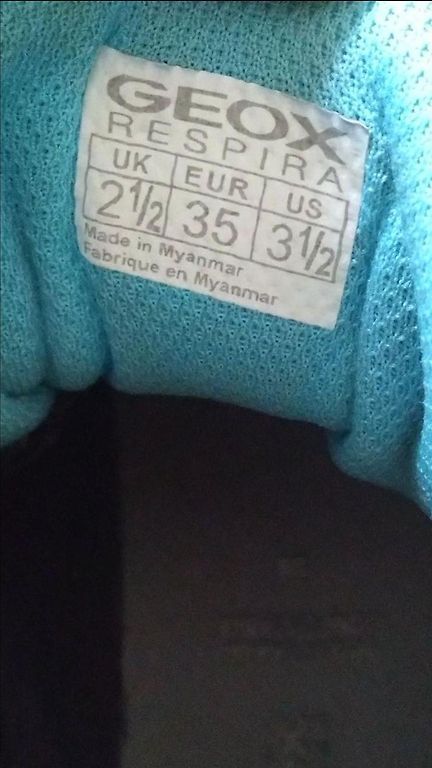 GEOX
RESPIRA
UK EUR US
2½ 35 3½
Made in Myanmar
Fabrique en Myanmar